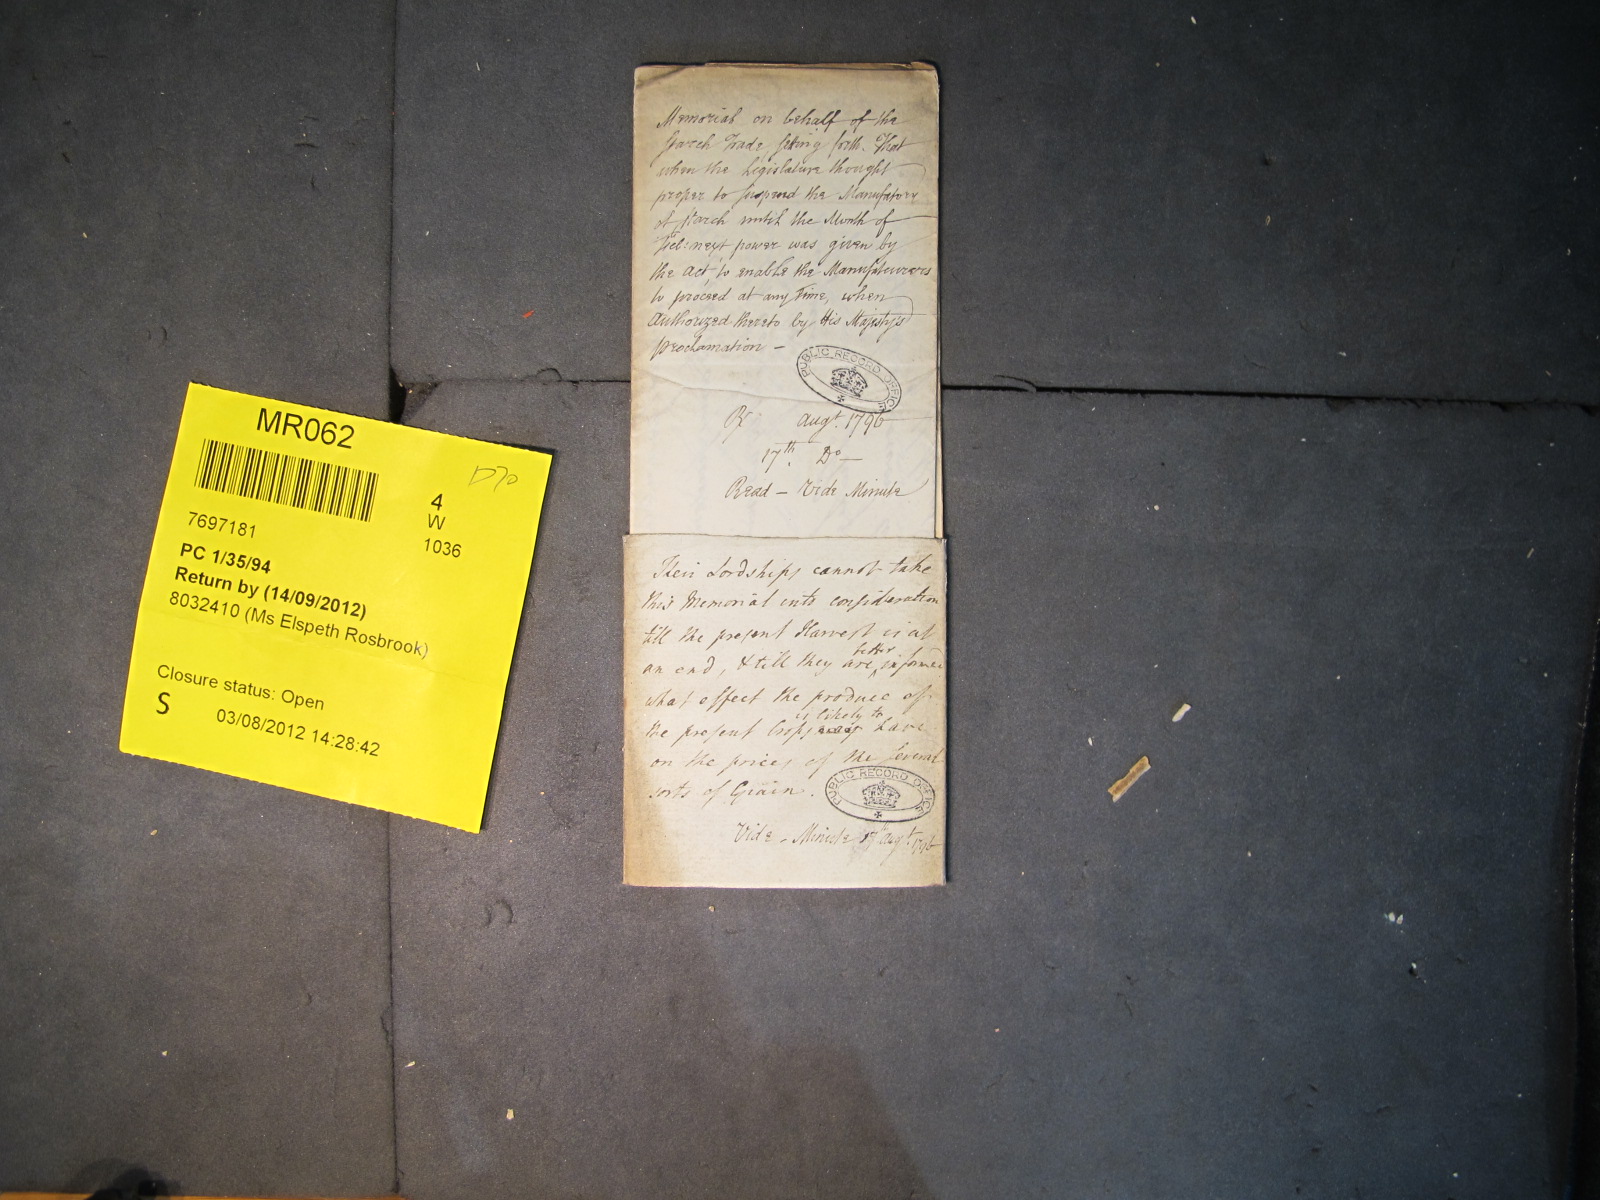 Memorial on behalf of the
Starch Trade, setting forth. That
when the Legislature thought
proper to suspend the Manufatory
of Starch until the Month of
next power was given by
the Act to enable the Manufaturers
to proceed at any Time, when
Authorized thereto by His Majesty's
proclamation -
PUBLIC RECORD OFFICE
Augt. 1796
17th. Do
Read - Vide Minute
Their Lordships cannot take
this Memorial into consideration
till the present Harvest is at
an end, & till they are better informed
what effect the produce of
the present Crops is likely to have
on the prices of the several
sorts of Grain.
PUBLIC RECORD OFFICE
Vide - Minute 17th Augt. 1796
MR062
D70
4
W
1036
7697181
PC 1/35/94
Return by (14/09/2012)
8032410 (Ms Elspeth Rosbrook)
Closure status: Open
S
03/08/2012 14:28:42